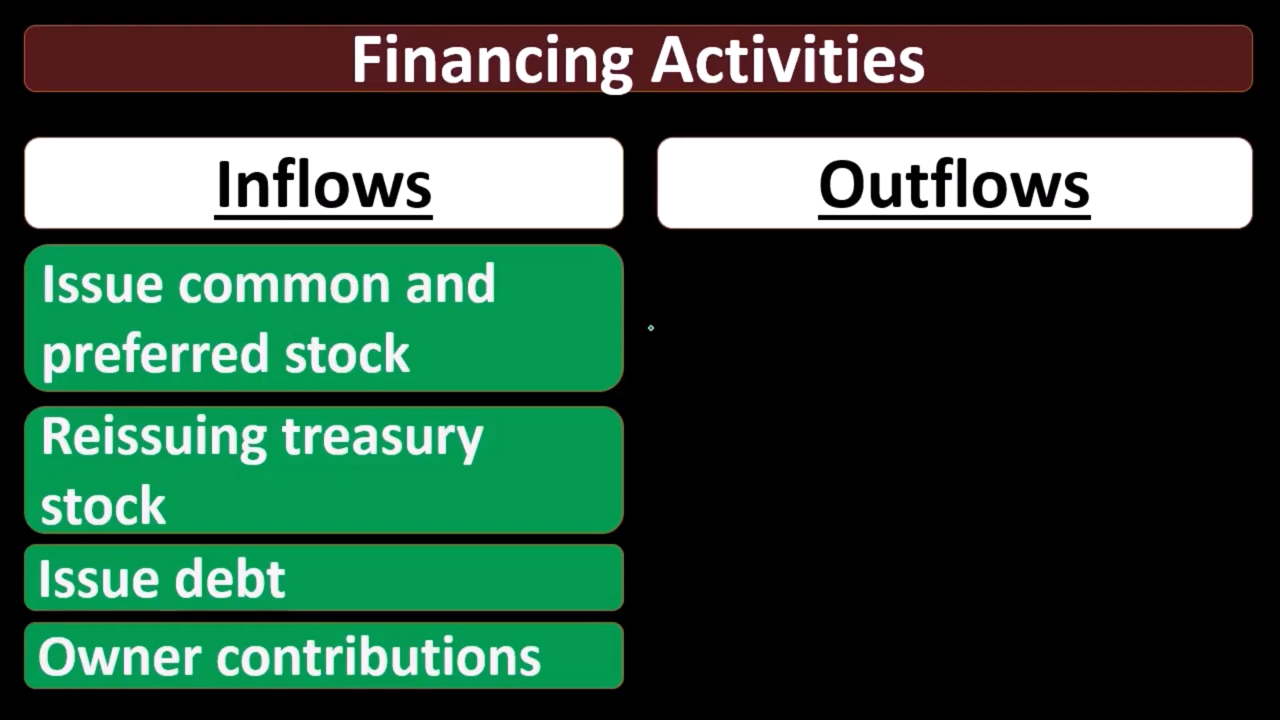 Financing Activities
Inflows
Outflows
Issue common and
preferred stock
Reissuing treasury
stock
Issue debt
Owner contributions